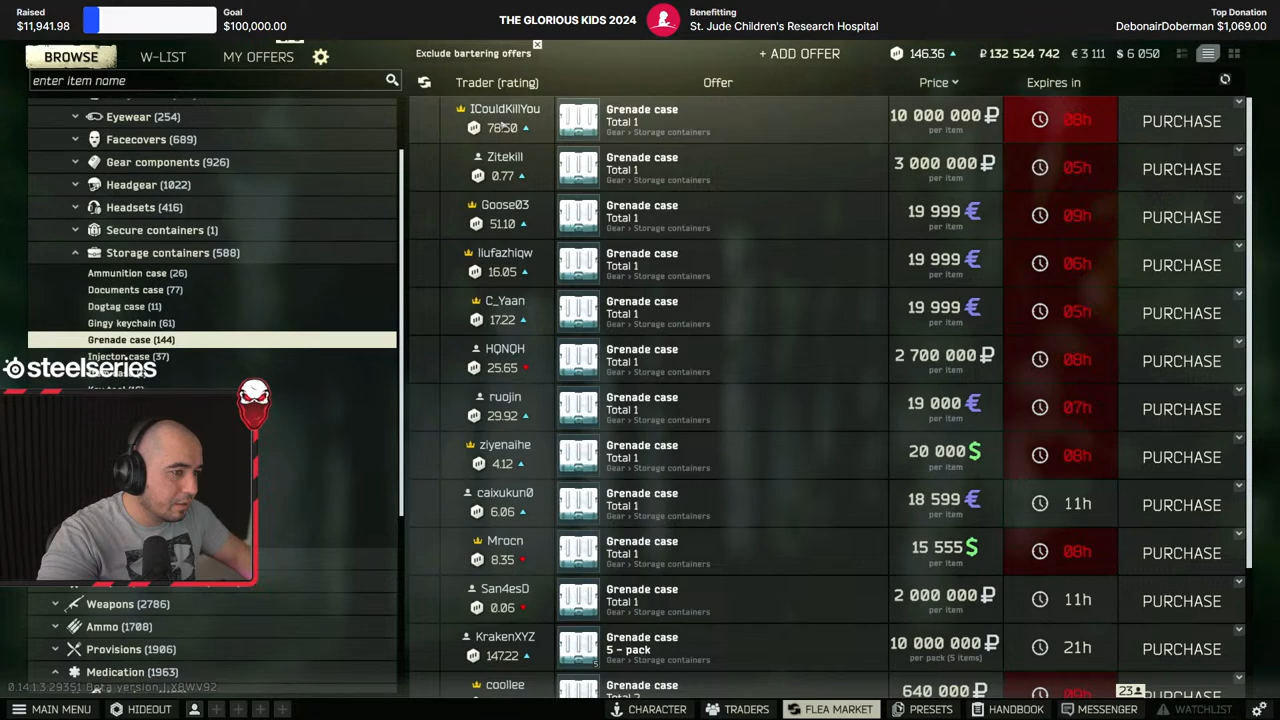 Raised
$11,941.98
Goal
$100,000.00
THE GLORIOUS KIDS 2024
Benefitting
St. Jude Children's Research Hospital
Top Donation
DebonairDoberman $1,069.00
BROWSE
W-LIST
MY OFFERS
Exclude bartering offers
+ ADD OFFER
146.36
₽ 132 524 742 € 3 111 $ 6 050
enter item name
Trader (rating)
Offer
Price
Expires in
Eyewear (254)
Facecovers (689)
Gear components (926)
Headgear (1022)
Headsets (416)
Secure containers (1)
Storage containers (588)
Ammunition case (26)
Documents case (77)
Dogtag case (11)
Gingy keychain (61)
Grenade case (144)
Injector case (37)
steelseries
Weapons (2786)
Ammo (1708)
Provisions (1906)
Medication (1963)
0.14.1.3.29351 Beta version
ICouldKillYou
78.50
Grenade case
Total 1
Gear > Storage containers
10 000 000 ₽
per item
08h
PURCHASE
Zitekill
0.77
Grenade case
Total 1
Gear > Storage containers
3 000 000 ₽
per item
05h
PURCHASE
Goose03
51.10
Grenade case
Total 1
Gear > Storage containers
19 999 €
per item
09h
PURCHASE
liufazhiqw
16.05
Grenade case
Total 1
Gear > Storage containers
19 999 €
per item
06h
PURCHASE
C_Yaan
17.22
Grenade case
Total 1
Gear > Storage containers
19 999 €
per item
05h
PURCHASE
HQNQH
25.65
Grenade case
Total 1
Gear > Storage containers
2 700 000 ₽
per item
08h
PURCHASE
ruojin
29.92
Grenade case
Total 1
Gear > Storage containers
19 000 €
per item
07h
PURCHASE
ziyenaihe
4.12
Grenade case
Total 1
Gear > Storage containers
20 000 $
per item
08h
PURCHASE
caixukun0
6.06
Grenade case
Total 1
Gear > Storage containers
18 599 €
per item
11h
PURCHASE
Mrocn
8.35
Grenade case
Total 1
Gear > Storage containers
15 555 $
per item
08h
PURCHASE
San4esD
0.06
Grenade case
Total 1
Gear > Storage containers
2 000 000 ₽
per item
11h
PURCHASE
KrakenXYZ
147.22
5
Grenade case
5 - pack
Gear > Storage containers
10 000 000 ₽
per pack (5 items)
21h
PURCHASE
coollee
Grenade case
640 000 ₽
09h
23
PURCHASE
MAIN MENU
HIDEOUT
CHARACTER
TRADERS
FLEA MARKET
PRESETS
HANDBOOK
MESSENGER
WATCHLIST